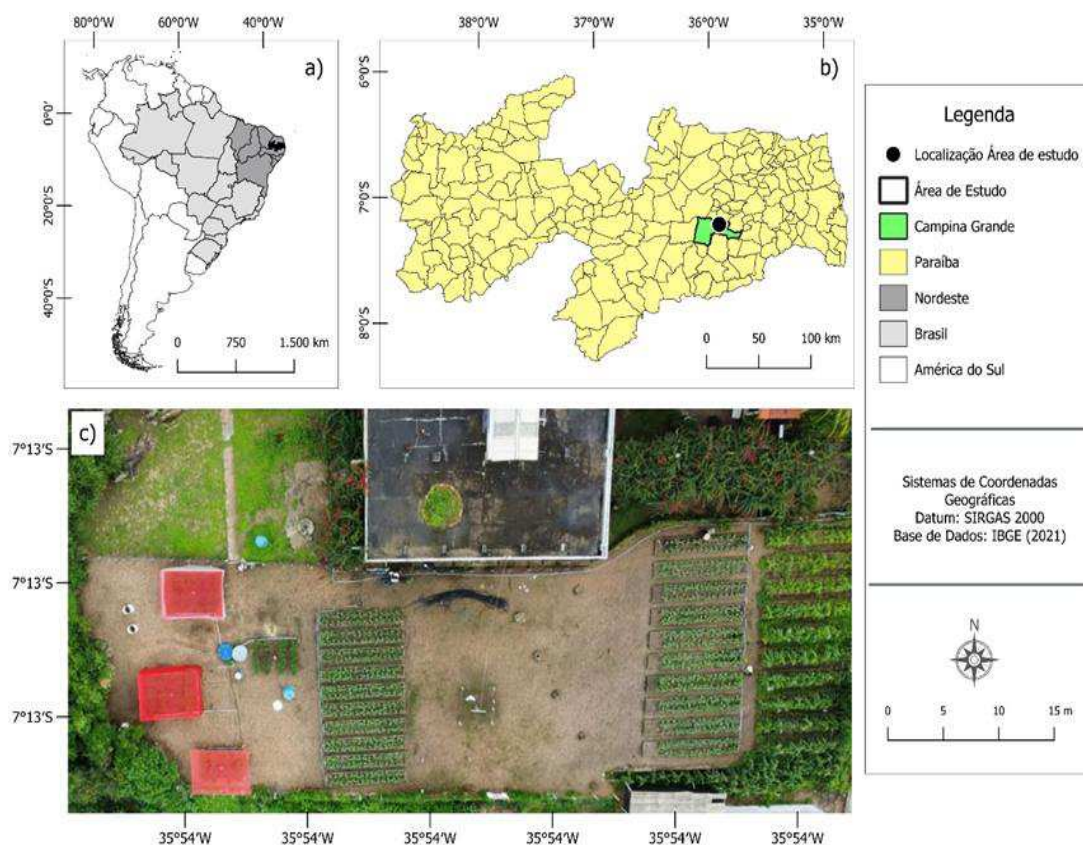 80°0'W 60°0'W 40°0'W
a)
0°0'
20°0'S
40°0'S
0 750 1.500 km
38°0'W 37°0'W 36°0'W 35°0'W
b)
6°0'S
7°0'S
8°0'S
0 50 100 km
Legenda
Localização Área de estudo
Área de Estudo
Campina Grande
Paraíba
Nordeste
Brasil
América do Sul
Sistemas de Coordenadas
Geográficas
Datum: SIRGAS 2000
Base de Dados: IBGE (2021)
N
0 5 10 15 m
c)
7°13'S
7°13'S
7°13'S
35°54'W 35°54'W 35°54'W 35°54'W 35°54'W 35°54'W